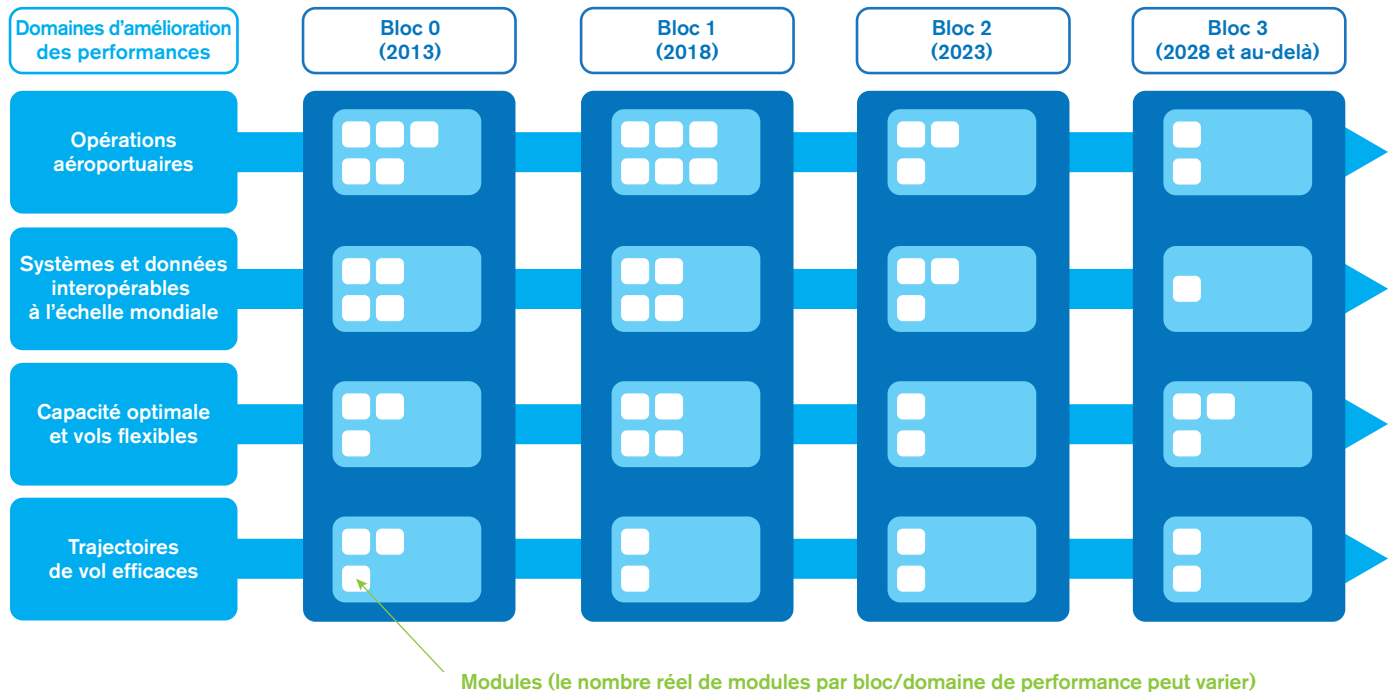 Domaines d'amélioration
des performances
Bloc 0
(2013)
Bloc 1
(2018)
Bloc 2
(2023)
Bloc 3
(2028 et au-delà)
Opérations
aéroportuaires
Systèmes et données
interopérables
à l'échelle mondiale
Capacité optimale
et vols flexibles
Trajectoires
de vol efficaces
Modules (le nombre réel de modules par bloc/domaine de performance peut varier)